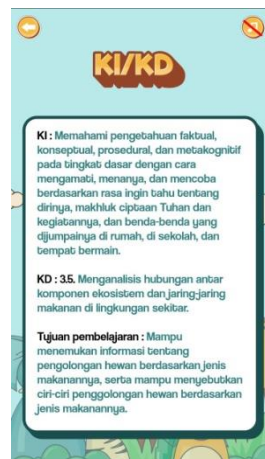 KI/KD
KI : Memahami pengetahuan faktual,
konseptual, prosedural, dan metakognitif
pada tingkat dasar dengan cara
mengamati, menanya, dan mencoba
berdasarkan rasa ingin tahu tentang
dirinya, makhluk ciptaan Tuhan dan
kegiatannya, dan benda-benda yang
dijumpainya di rumah, di sekolah, dan
tempat bermain.
KD : 3.5. Menganalisis hubungan antar
komponen ekosistem dan jaring-jaring
makanan di lingkungan sekitar.
Tujuan pembelajaran : Mampu
menemukan informasi tentang
pengolongan hewan berdasarkan jenis
makanannya, serta mampu menyebutkan
ciri-ciri penggolongan hewan berdasarkan
jenis makanannya.